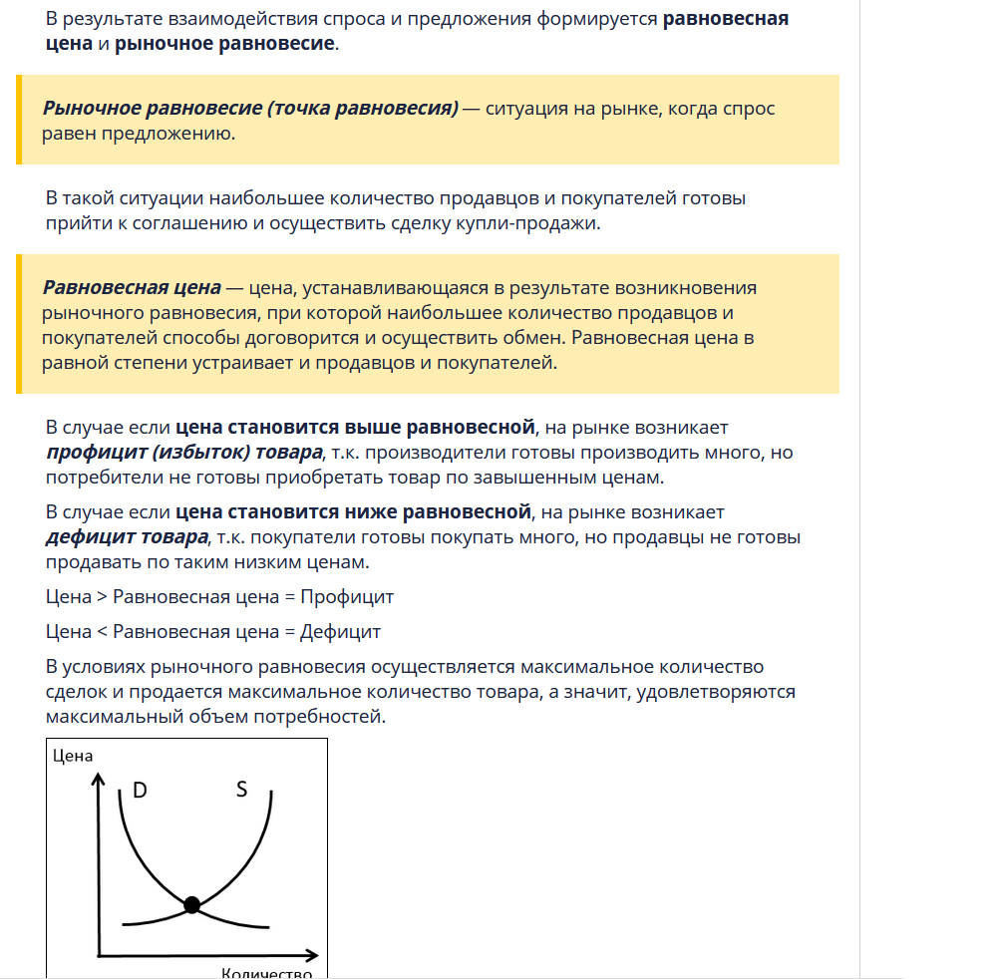 В результате взаимодействия спроса и предложения формируется равновесная
цена и рыночное равновесие.
Рыночное равновесие (точка равновесия) — ситуация на рынке, когда спрос
равен предложению.
В такой ситуации наибольшее количество продавцов и покупателей готовы
прийти к соглашению и осуществить сделку купли-продажи.
Равновесная цена — цена, устанавливающаяся в результате возникновения
рыночного равновесия, при которой наибольшее количество продавцов и
покупателей способы договорится и осуществить обмен. Равновесная цена в
равной степени устраивает и продавцов и покупателей.
В случае если цена становится выше равновесной, на рынке возникает
профицит (избыток) товара, т.к. производители готовы производить много, но
потребители не готовы приобретать товар по завышенным ценам.
В случае если цена становится ниже равновесной, на рынке возникает
дефицит товара, т.к. покупатели готовы покупать много, но продавцы не готовы
продавать по таким низким ценам.
Цена > Равновесная цена = Профицит
Цена < Равновесная цена = Дефицит
В условиях рыночного равновесия осуществляется максимальное количество
сделок и продается максимальное количество товара, а значит, удовлетворяются
максимальный объем потребностей.
Цена
D S
Количество